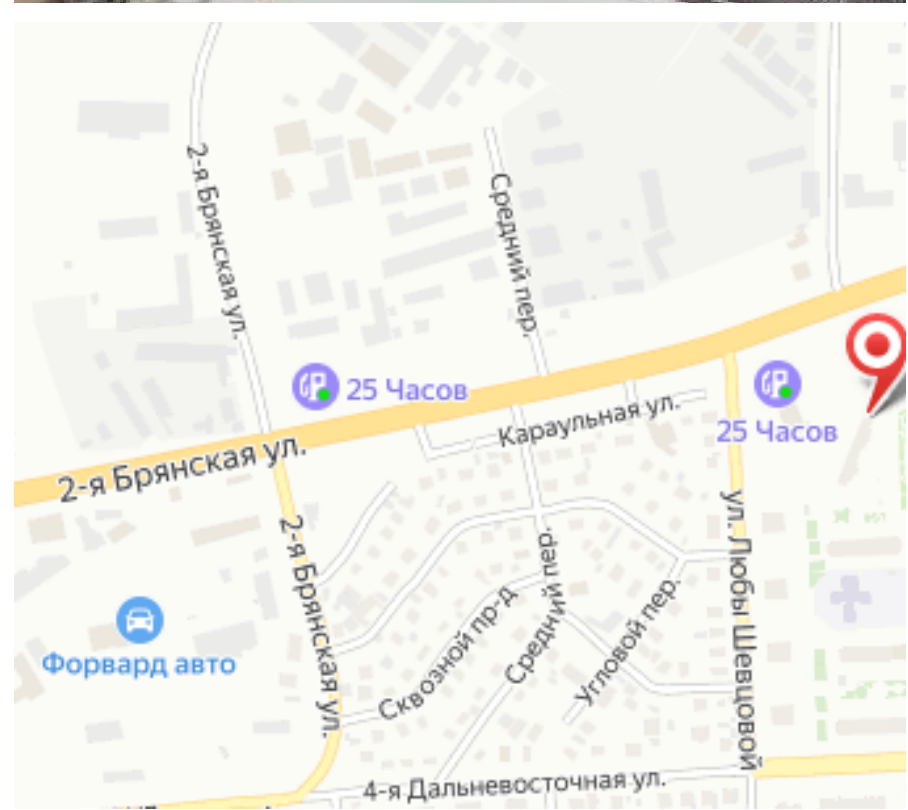 2-я Брянская ул.
Средний пер.
25 Часов
Караульная ул.
25 Часов
2-я Брянская ул.
2-я Брянская ул.
ул. Любы Шевцовой
Средний пер.
Угловой пер.
Сквозной пр-д
Форвард авто
4-я Дальневосточная ул.